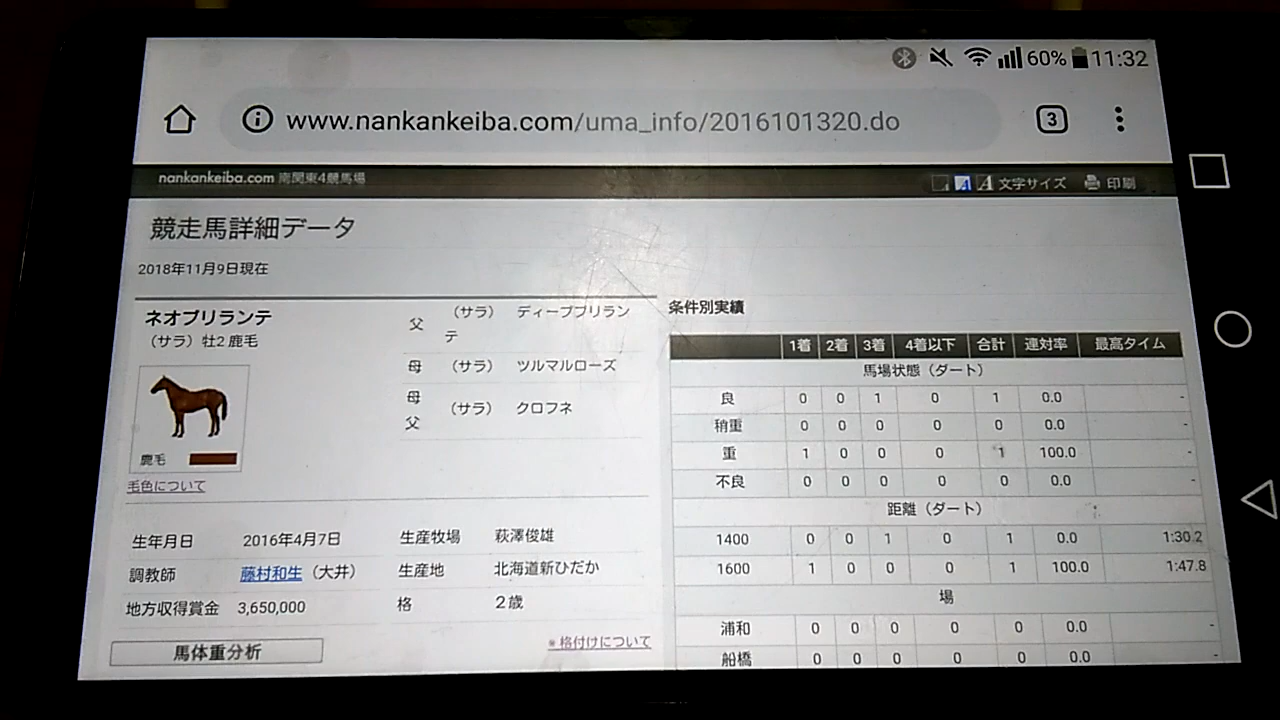 60% 11:32
www.nankankeiba.com/uma_info/2016101320.do
3
nankankeiba.com 南関東4競馬場
A A 文字サイズ 印刷
競走馬詳細データ
2018年11月9日現在
ネオブリランテ
(サラ) 牡2 鹿毛
父 (サラ) ディープブリラン
テ
母 (サラ) ツルマルローズ
母
父
(サラ) クロフネ
鹿毛
毛色について
生年月日 2016年4月7日 生産牧場 萩澤俊雄
調教師 藤村和生 (大井) 生産地 北海道新ひだか
地方収得賞金 3,650,000 格 2歳
※格付けについて
馬体重分析
条件別実績
1着 2着 3着 4着以下 合計 連対率 最高タイム
馬場状態(ダート)
良 0 0 1 0 1 0.0 -
稍重 0 0 0 0 0 0.0 -
重 1 0 0 0 1 100.0 -
不良 0 0 0 0 0 0.0 -
距離(ダート)
1400 0 0 1 0 1 0.0 1:30.2
1600 1 0 0 0 1 100.0 1:47.8
場
浦和 0 0 0 0 0 0.0 -
船橋 0 0 0 0 0 0.0 -